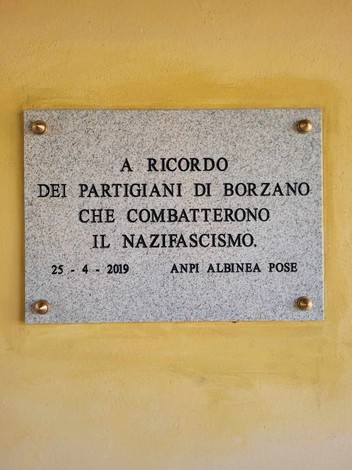 A RICORDO
DEI PARTIGIANI DI BORZANO
CHE COMBATTERONO
IL NAZIFASCISMO.
25 - 4 - 2019 ANPI ALBINEA POSE